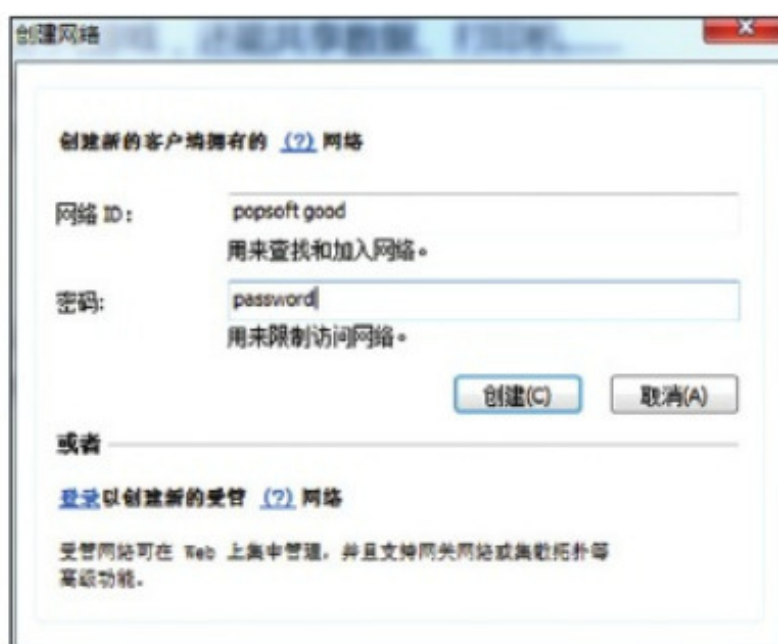 创建网络
创建新的客户端拥有的 (?) 网络
网络 ID: popsoft good
用来查找和加入网络。
密码: password
用来限制访问网络。
创建(C) 取消(A)
或者
登录以创建新的受管 (?) 网络
受管网络可在 Web 上集中管理，并且支持网关网络或集散拓扑等
高级功能。